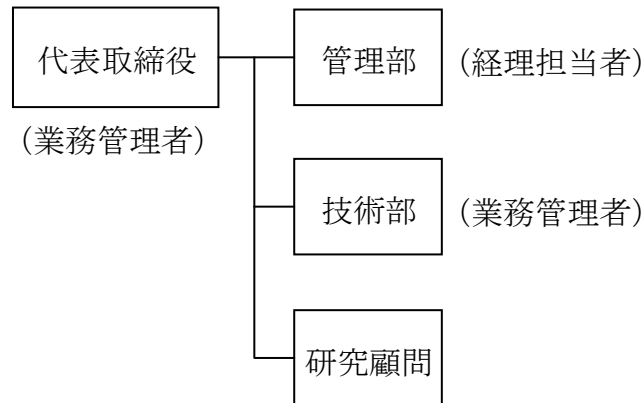 代表取締役
管理部
(経理担当者)
(業務管理者)
技術部
(業務管理者)
研究顧問